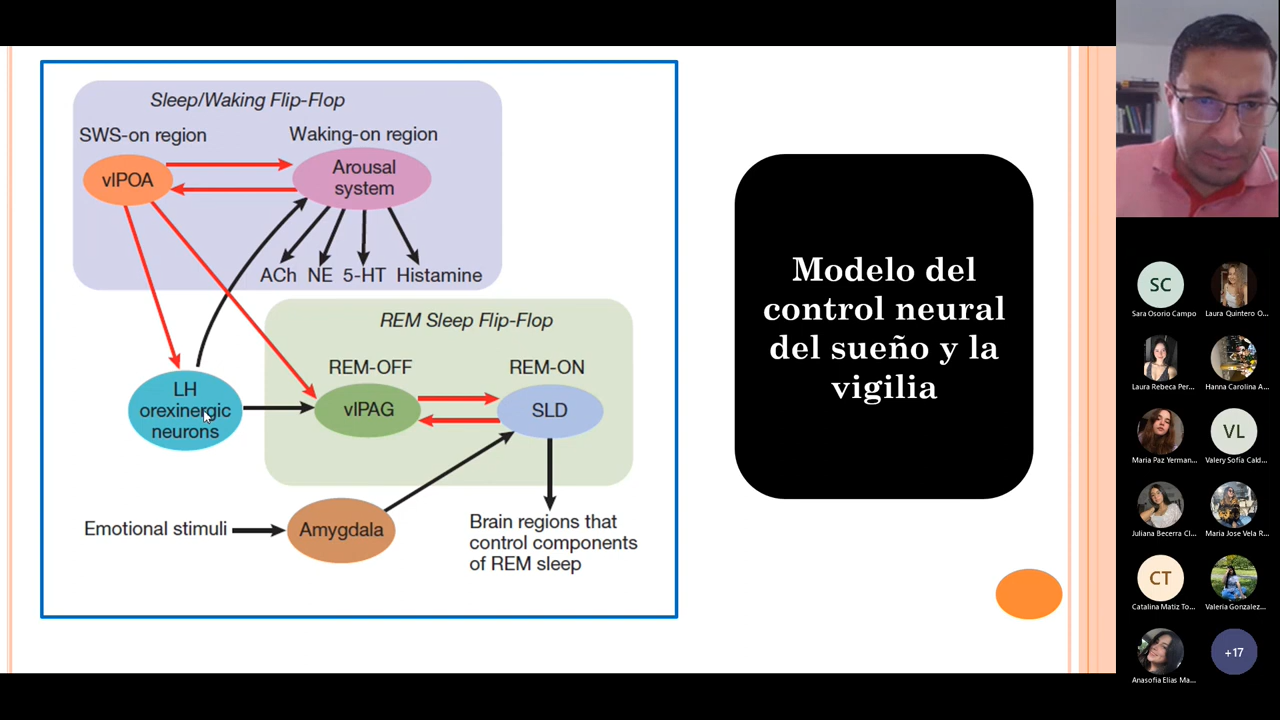 Sleep/Waking Flip-Flop
SWS-on region
Waking-on region
vlPOA
Arousal
system
ACh NE 5-HT Histamine
REM Sleep Flip-Flop
REM-OFF
REM-ON
LH
orexinergic
neurons
vlPAG
SLD
Emotional stimuli
Amygdala
Brain regions that
control components
of REM sleep
Modelo del
control neural
del sueño y la
vigilia
SC
Sara Osorio Campo
Laura Quintero O...
Laura Rebeca Per...
Hanna Carolina A...
VL
Maria Paz Yerman...
Valery Sofía Cald...
Juliana Becerra Cl...
Maria Jose Vela R...
CT
Catalina Matiz To...
Valeria Gonzalez...
+17
Anasofia Elias Ma...